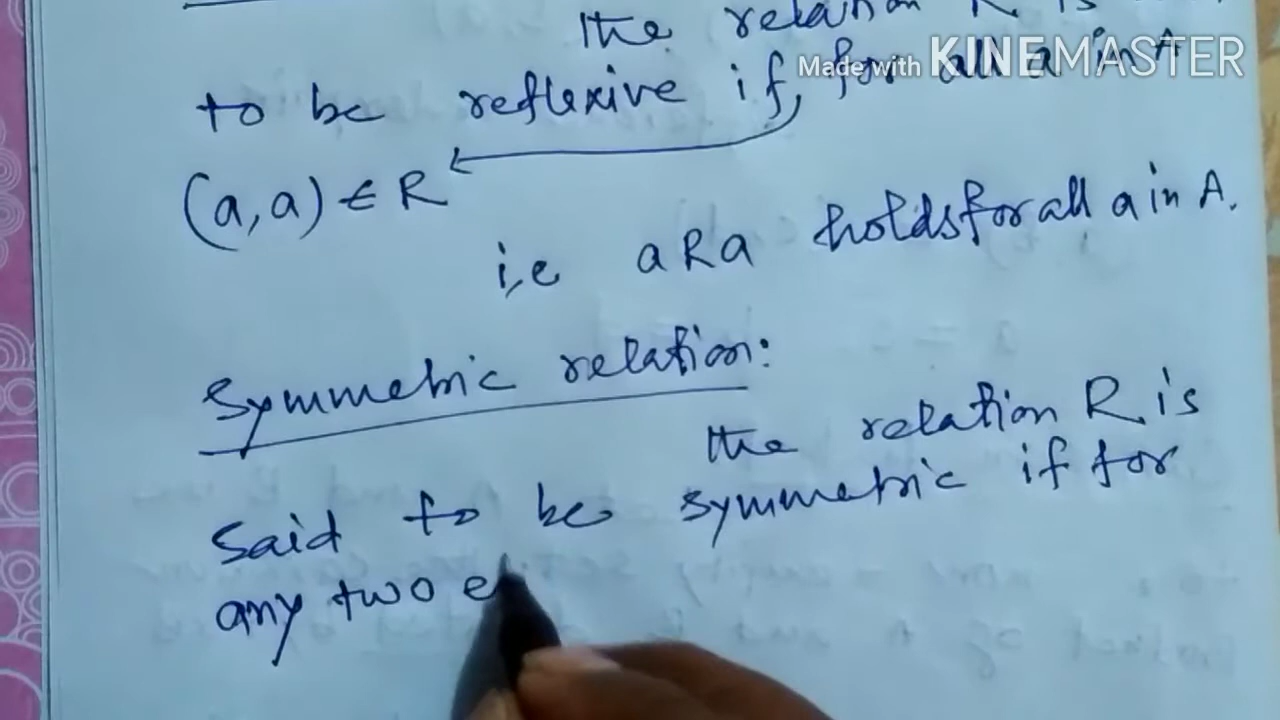 the relation R is
Made with KINEMASTER
to be reflexive if, for all a in A
(a,a) ∈ R
i,e aRa holds for all a in A.
Symmetric relation:
the relation R is
said to be symmetric if for
any two e